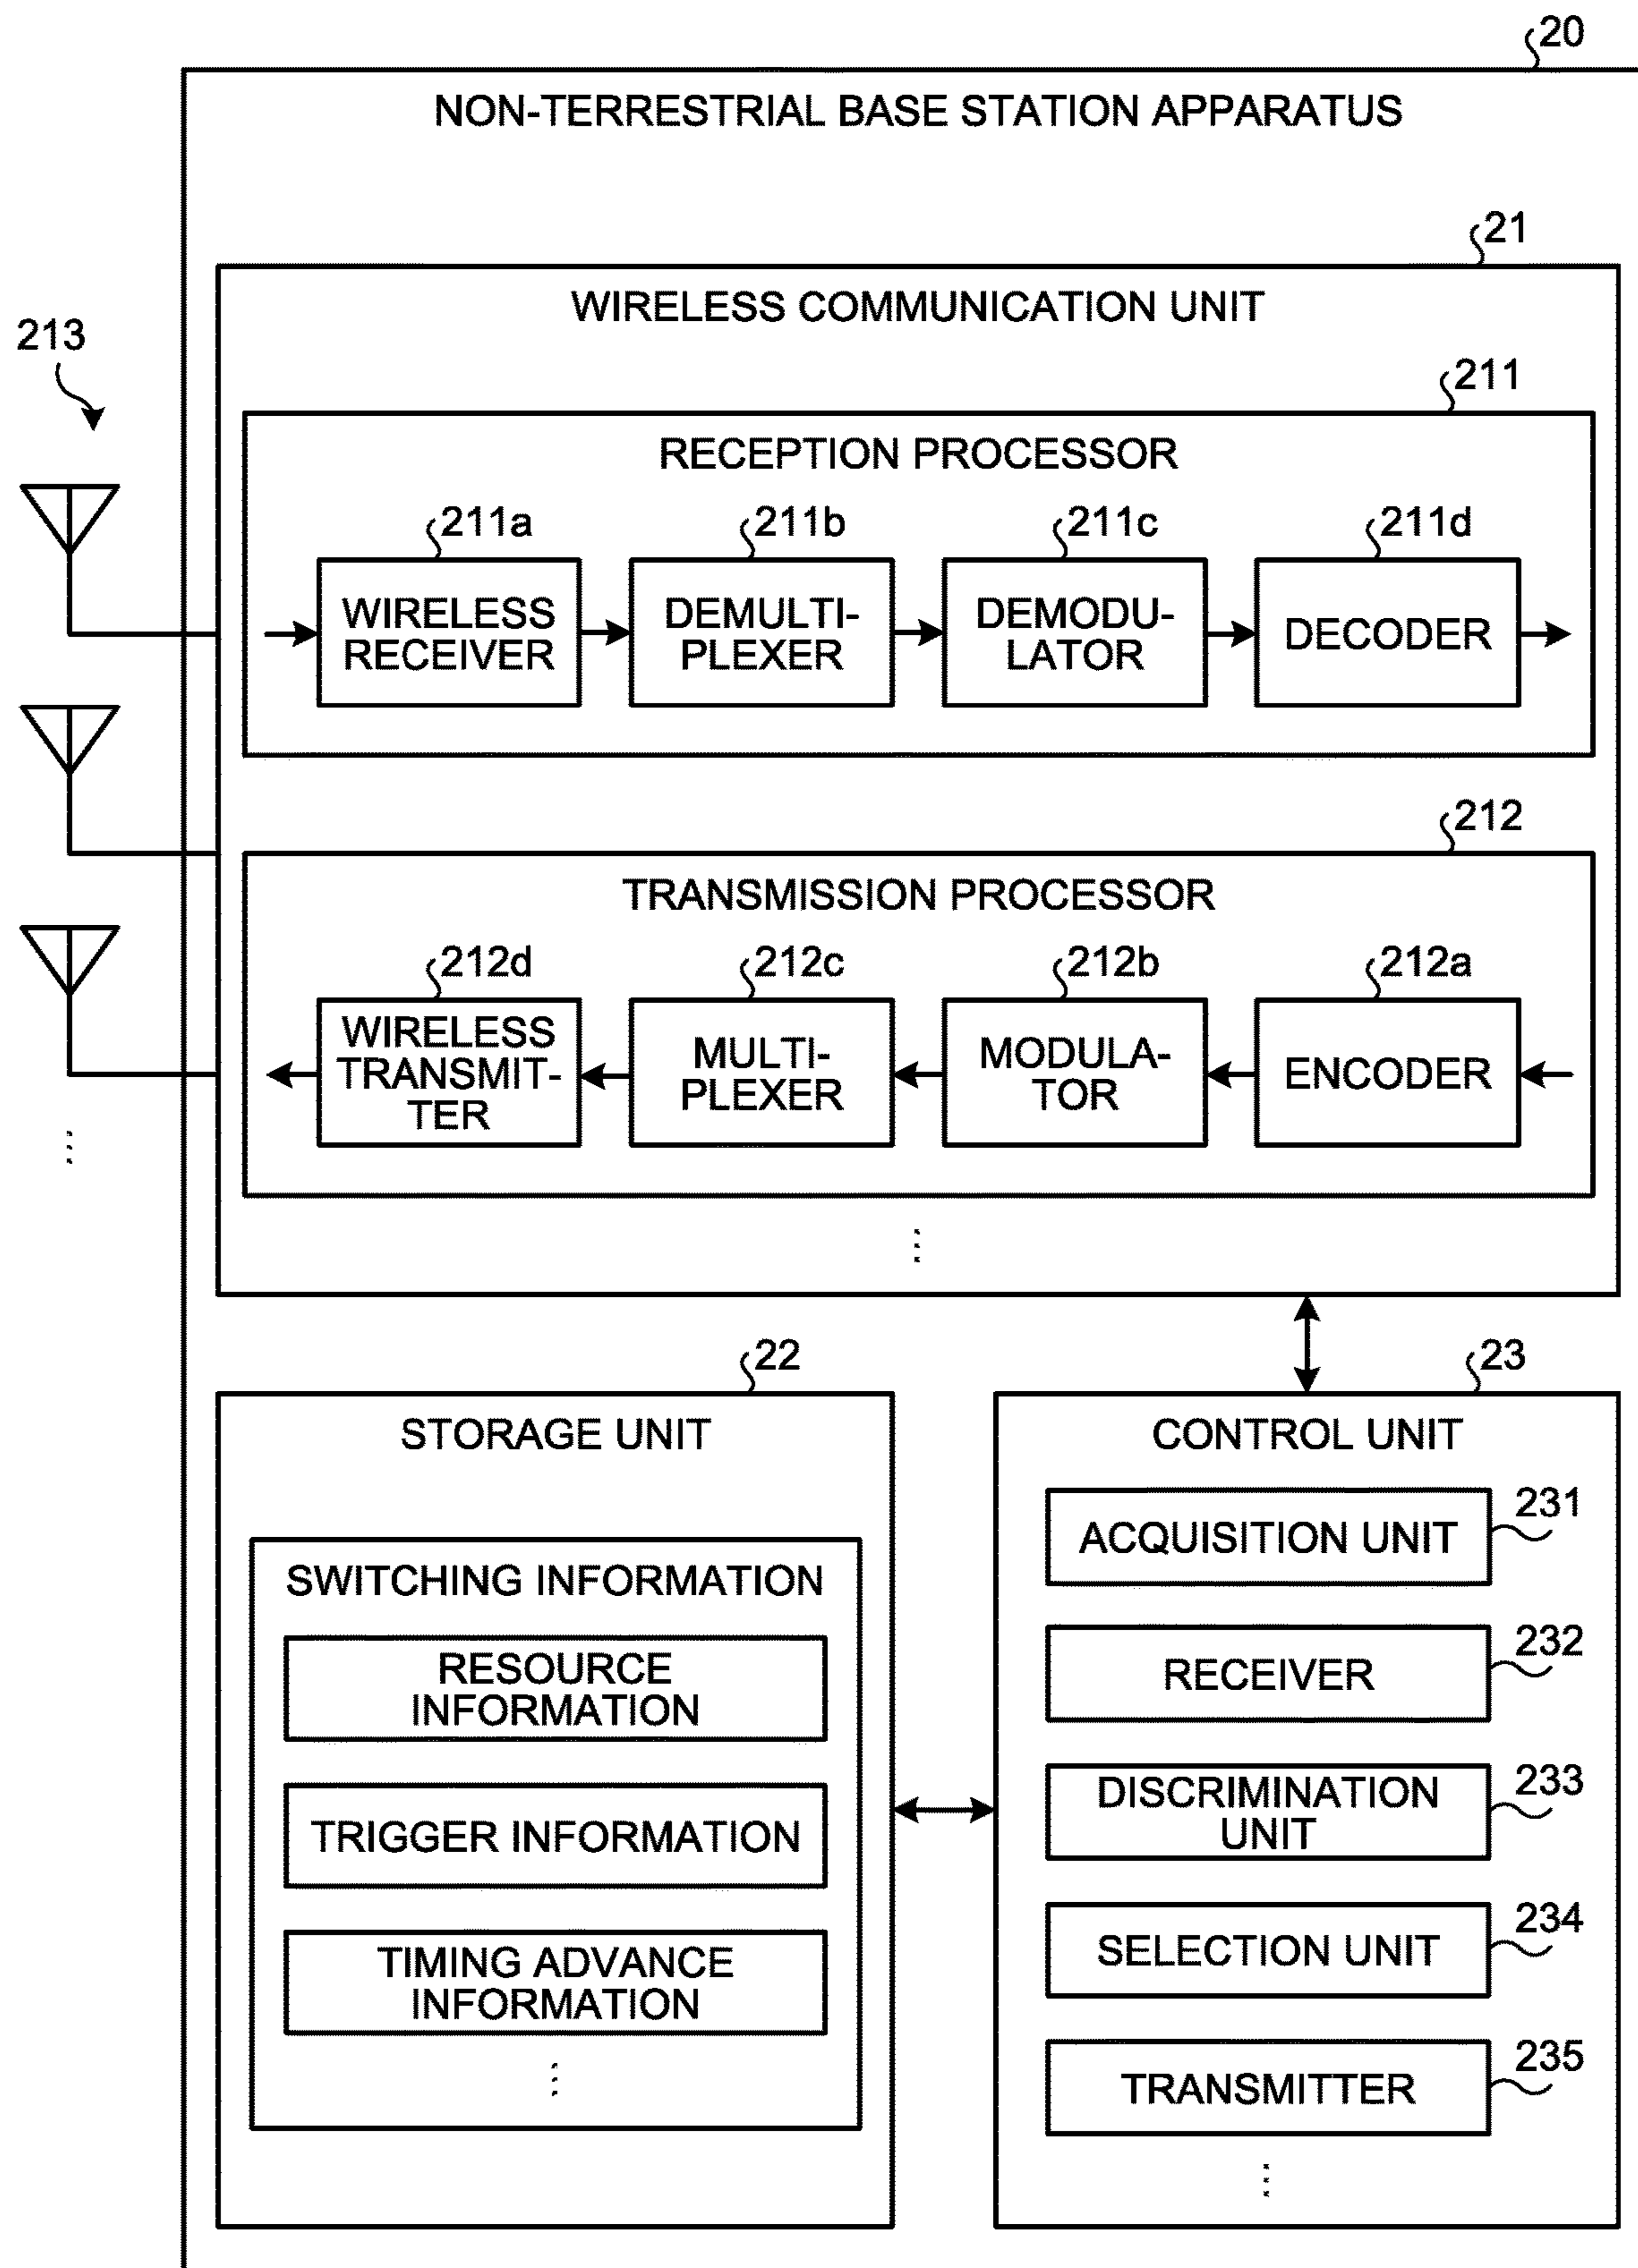 20
NON-TERRESTRIAL BASE STATION APPARATUS
21
WIRELESS COMMUNICATION UNIT
213
211
RECEPTION PROCESSOR
211a
211b
211c
211d
WIRELESS
RECEIVER
DEMULTI-
PLEXER
DEMODU-
LATOR
DECODER
212
TRANSMISSION PROCESSOR
212d
212c
212b
212a
WIRELESS
TRANSMIT-
TER
MULTI-
PLEXER
MODULA-
TOR
ENCODER
22
STORAGE UNIT
SWITCHING INFORMATION
RESOURCE
INFORMATION
TRIGGER INFORMATION
TIMING ADVANCE
INFORMATION
23
CONTROL UNIT
ACQUISITION UNIT
231
RECEIVER
232
DISCRIMINATION
UNIT
233
SELECTION UNIT
234
TRANSMITTER
235